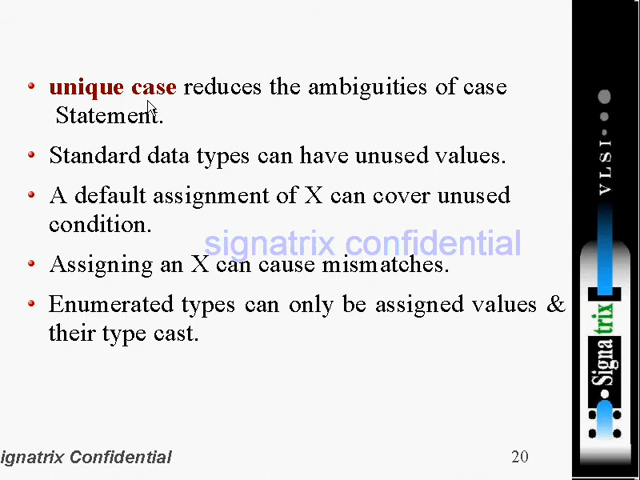 unique case reduces the ambiguities of case
Statement.
Standard data types can have unused values.
A default assignment of X can cover unused
condition.
signatrix confidential
Assigning an X can cause mismatches.
Enumerated types can only be assigned values &
their type cast.
ignatrix Confidential
20
VLSI
Signatrix